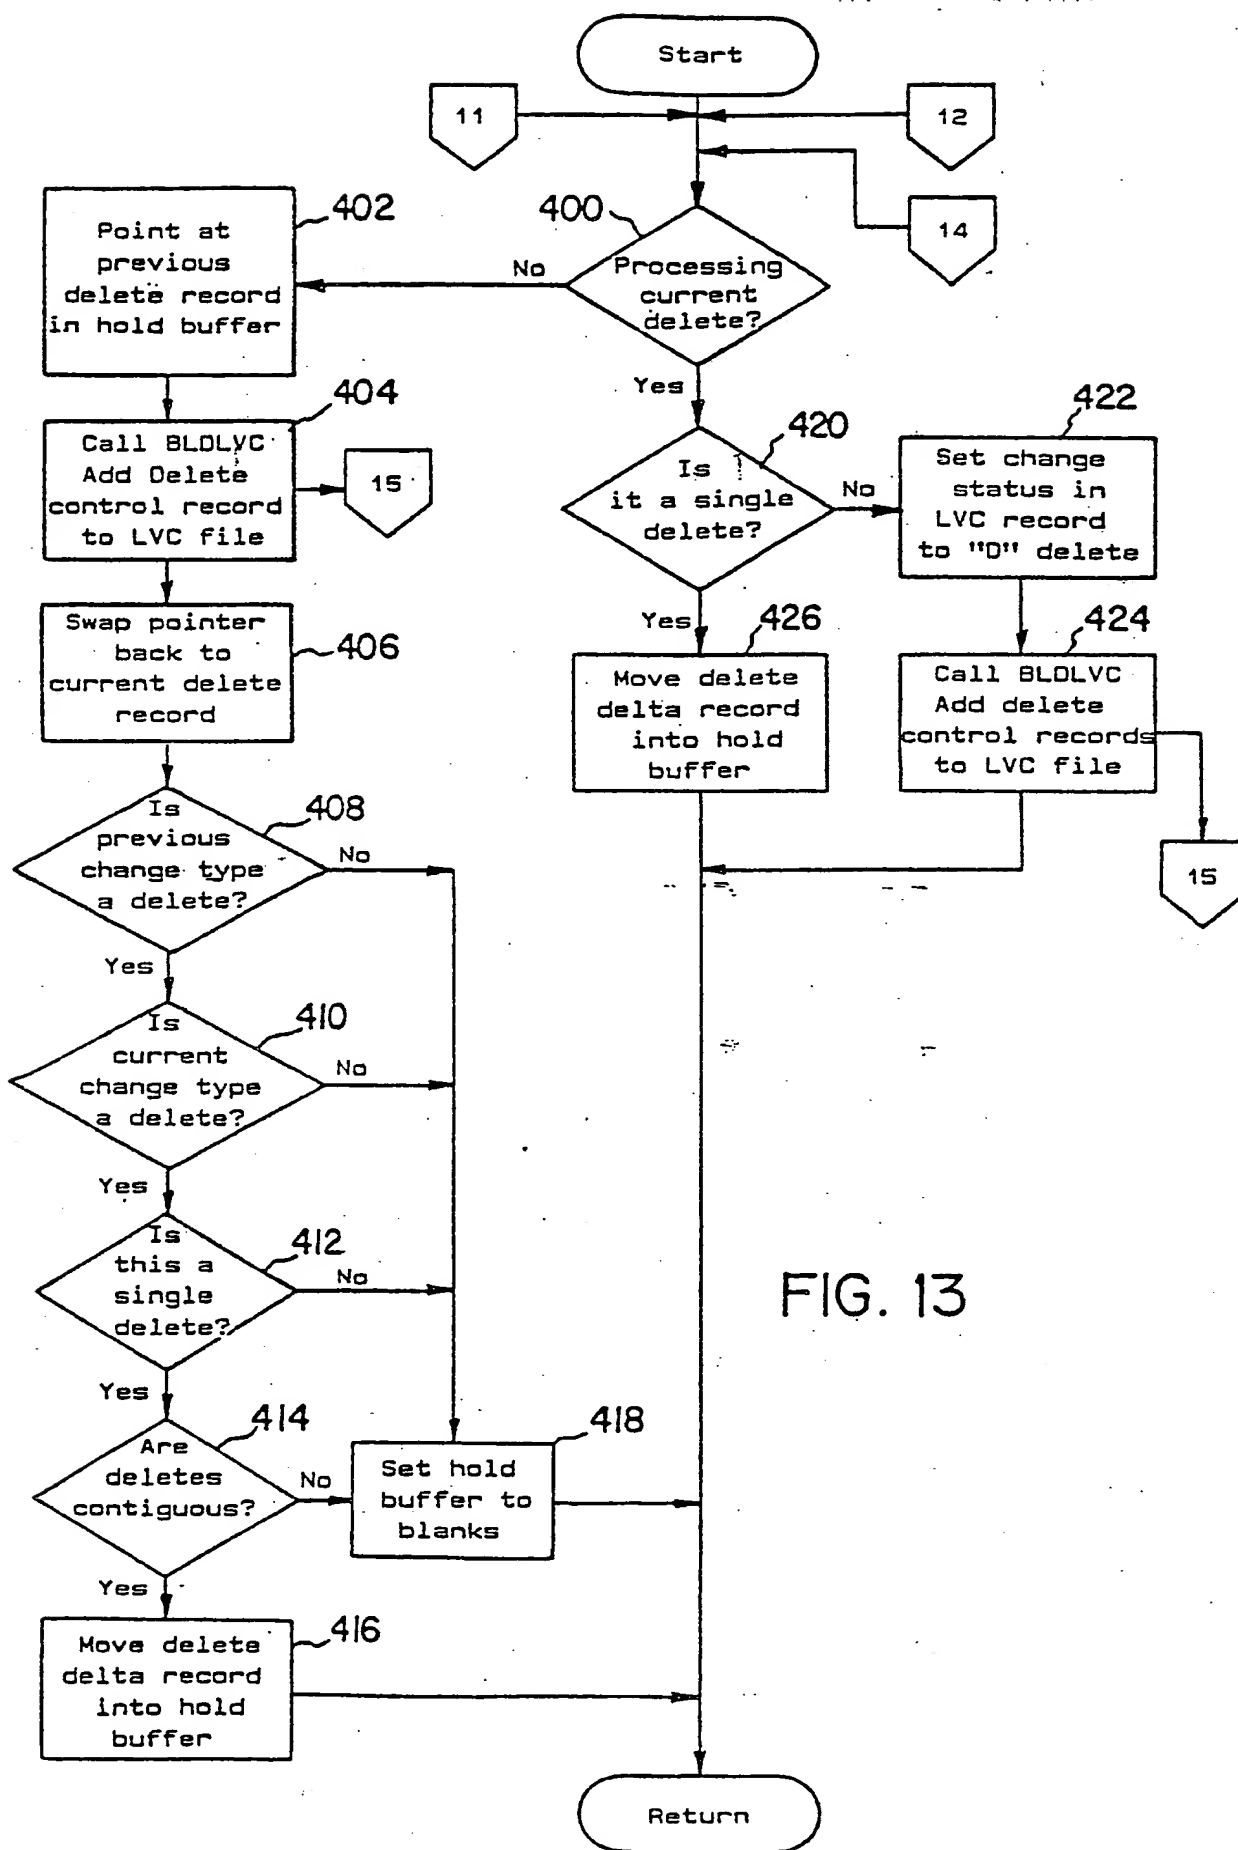 Start
11
12
14
400
Processing
current
delete?
No
Yes
402
Point at
previous
delete record
in hold buffer
404
Call BLDLVC
Add Delete
control record
to LVC file
15
406
Swap pointer
back to
current delete
record
408
Is
previous
change type
a delete?
No
Yes
410
Is
current
change type
a delete?
No
Yes
412
Is
this a
single
delete?
No
Yes
414
Are
deletes
contiguous?
No
Yes
416
Move delete
delta record
into hold
buffer
418
Set hold
buffer to
blanks
420
Is
it a single
delete?
No
Yes
422
Set change
status in
LVC record
to "D" delete
424
Call BLDLVC
Add delete
control records
to LVC file
15
426
Move delete
delta record
into hold
buffer
FIG. 13
Return